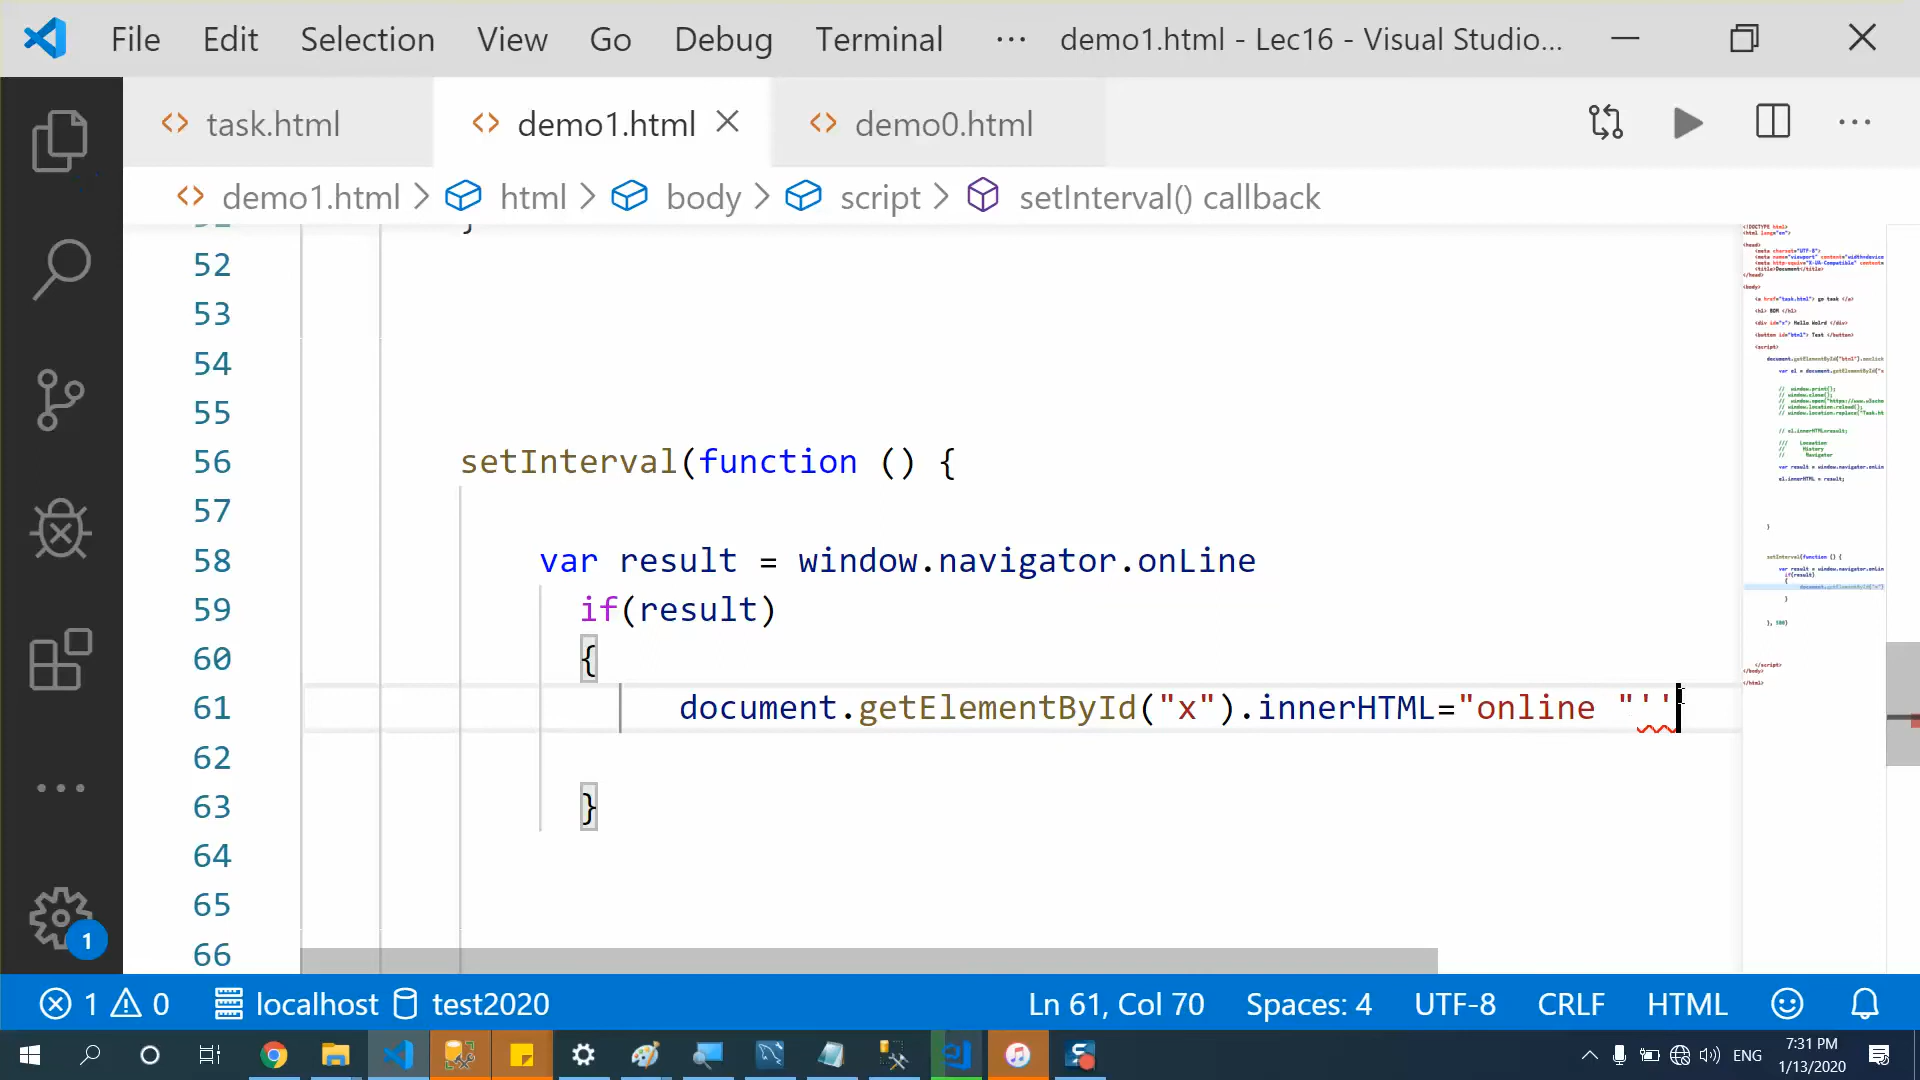 File Edit Selection View Go Debug Terminal ... demo1.html - Lec16 - Visual Studio...
task.html demo1.html demo0.html
demo1.html > html > body > script > setInterval() callback
52
53
54
55
56 setInterval(function () {
57
58 var result = window.navigator.onLine
59 if(result)
60 {
61 document.getElementById("x").innerHTML="online "''
62
63 }
64
65
66
1
1 0 localhost test2020 Ln 61, Col 70 Spaces: 4 UTF-8 CRLF HTML
ENG 7:31 PM
1/13/2020